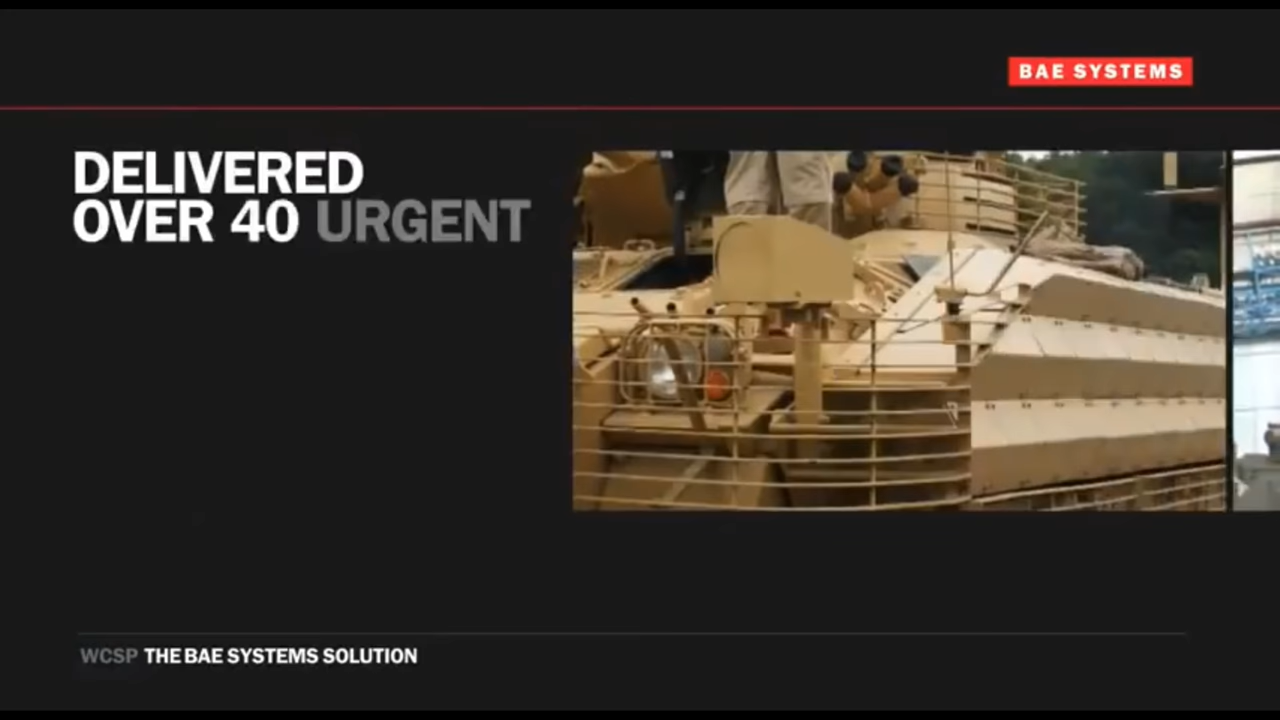 BAE SYSTEMS
DELIVERED
OVER 40 URGENT
WCSP THE BAE SYSTEMS SOLUTION